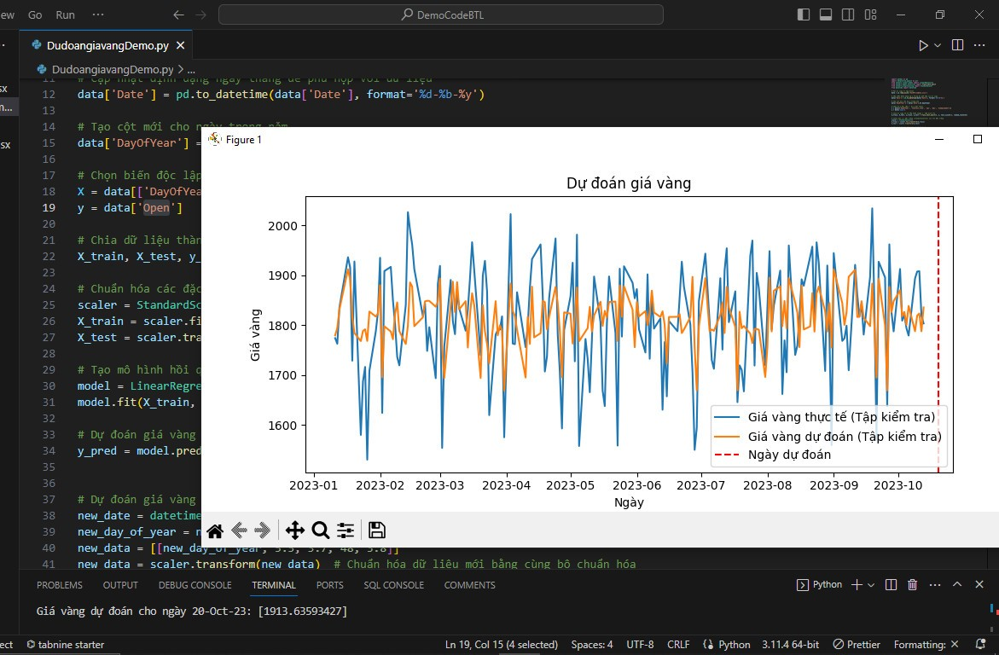 ew Go Run ···
DemoCodeBTL
DudoangiavangDemo.py
DudoangiavangDemo.py > ...
sx
m...
sx
11 # Cập nhật định dạng ngày tháng để phù hợp với dữ liệu
12 data['Date'] = pd.to_datetime(data['Date'], format='%d-%b-%y')
13
14 # Tạo cột mới cho ngày trong năm
15 data['DayOfYear'] =
16
17 # Chọn biến độc lập
18 X = data[['DayOfYea
19 y = data['Open']
20
21 # Chia dữ liệu thàn
22 X_train, X_test, y_
23
24 # Chuẩn hóa các đặc
25 scaler = StandardSc
26 X_train = scaler.fi
27 X_test = scaler.tra
28
29 # Tạo mô hình hồi q
30 model = LinearRegre
31 model.fit(X_train,
32
33 # Dự đoán giá vàng
34 y_pred = model.pred
35
36
37 # Dự đoán giá vàng
38 new_date = datetime
39 new_day_of_year = n
40 new_data = [[new_day_of_year, 5.5, 3.7, 48, 5.8]]
41 new_data = scaler.transform(new_data) # Chuẩn hóa dữ liệu mới bằng cùng bộ chuẩn hóa
Figure 1
Dự đoán giá vàng
Giá vàng
2000
1900
1800
1700
1600
Giá vàng thực tế (Tập kiểm tra)
Giá vàng dự đoán (Tập kiểm tra)
Ngày dự đoán
2023-01 2023-02 2023-03 2023-04 2023-05 2023-06 2023-07 2023-08 2023-09 2023-10
Ngày
PROBLEMS OUTPUT DEBUG CONSOLE TERMINAL PORTS SQL CONSOLE COMMENTS
Python
Giá vàng dự đoán cho ngày 20-Oct-23: [1913.63593427]
ect tabnine starter Ln 19, Col 15 (4 selected) Spaces: 4 UTF-8 CRLF Python 3.11.4 64-bit Prettier Formatting: ×